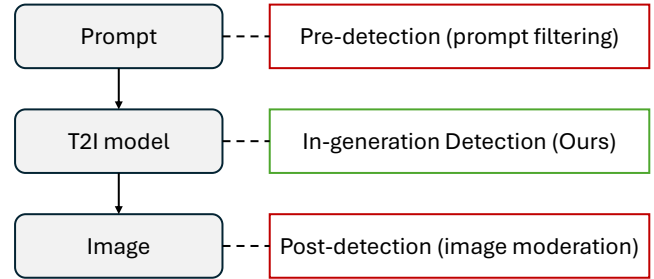 Prompt
Pre-detection (prompt filtering)
T2I model
In-generation Detection (Ours)
Image
Post-detection (image moderation)